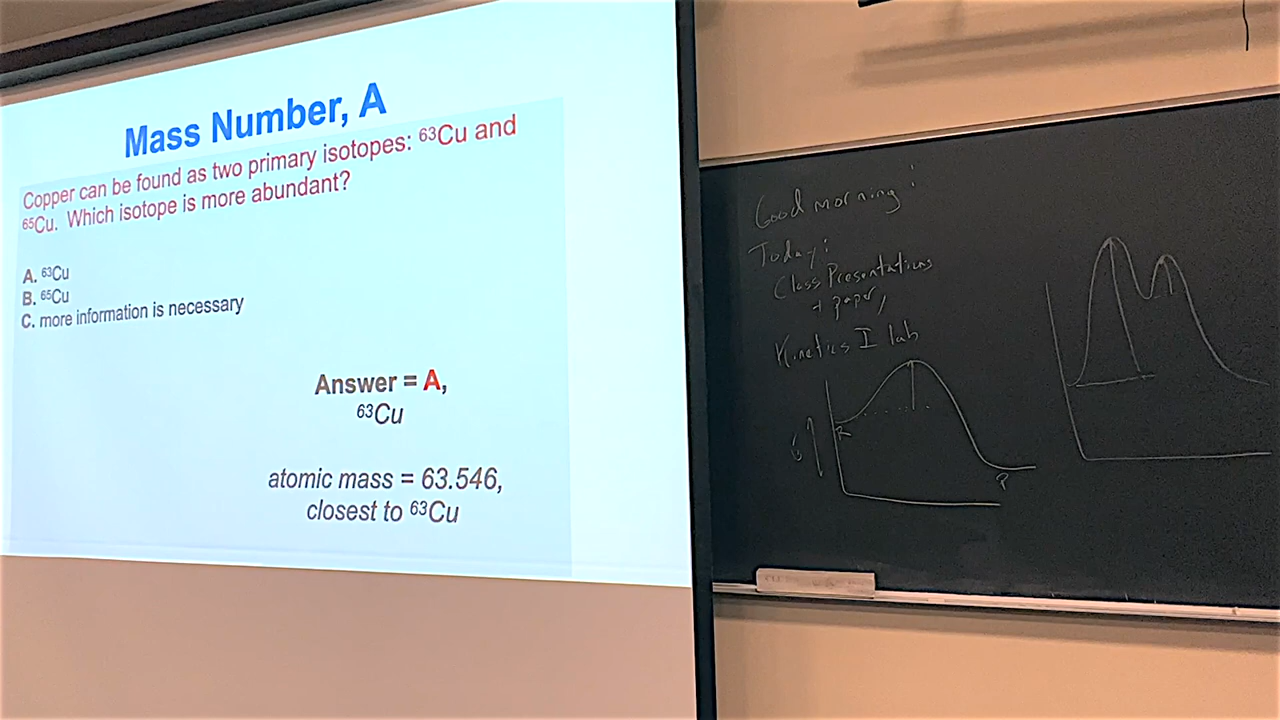 Mass Number, A
Copper can be found as two primary isotopes: ⁶³Cu and
⁶⁵Cu. Which isotope is more abundant?
A. ⁶³Cu
B. ⁶⁵Cu
C. more information is necessary
Answer = A,
⁶³Cu
atomic mass = 63.546,
closest to ⁶³Cu
Good morning!
Today:
Class Presentations
+ paper,
Kinetics I lab
R
P